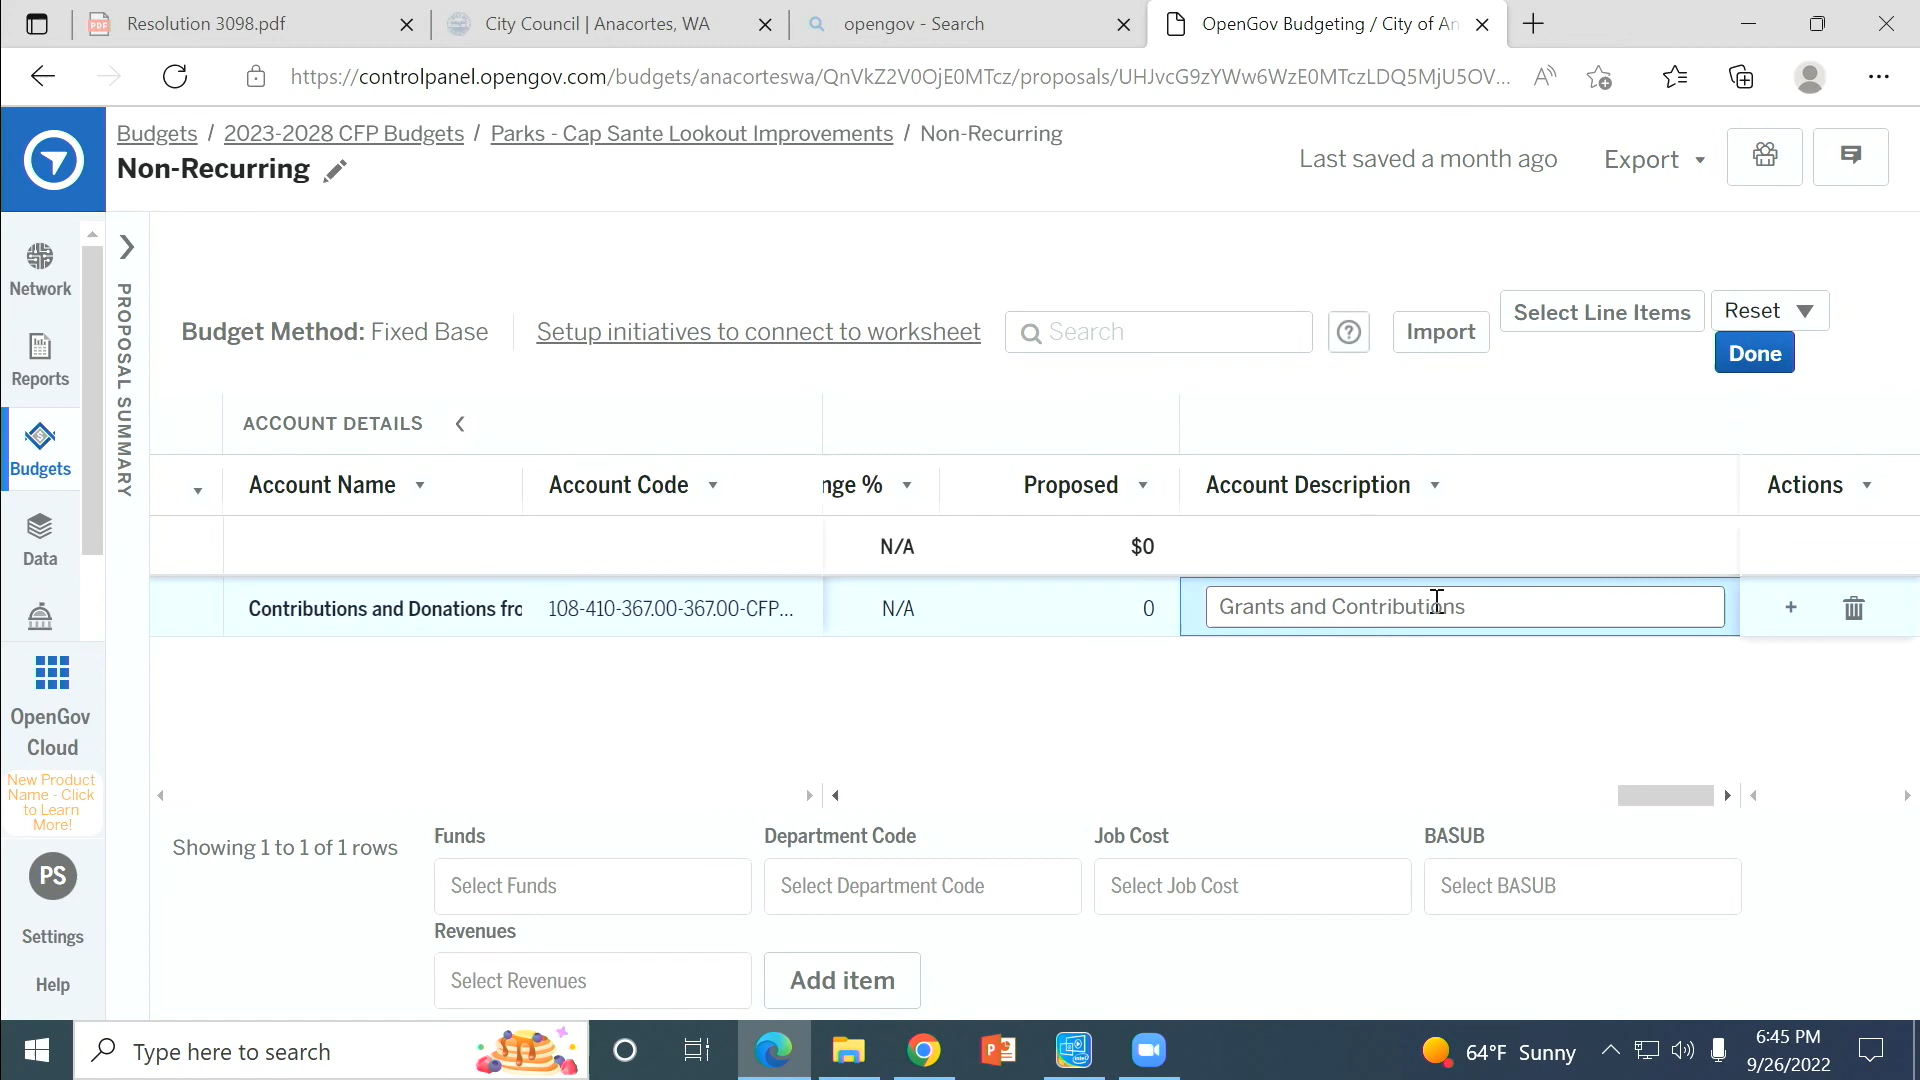 Resolution 3098.pdf
City Council | Anacortes, WA
opengov - Search
OpenGov Budgeting / City of An
https://controlpanel.opengov.com/budgets/anacorteswa/QnVkZ2V0OjE0MTcz/proposals/UHJvcG9zYWw6WzE0MTczLDQ5MjU5OV...
Budgets / 2023-2028 CFP Budgets / Parks - Cap Sante Lookout Improvements / Non-Recurring
Non-Recurring
Last saved a month ago
Export
Network
Reports
Budgets
Data
OpenGov
Cloud
New Product
Name - Click
to Learn
More!
PS
Settings
Help
PROPOSAL SUMMARY
Budget Method: Fixed Base
Setup initiatives to connect to worksheet
Search
Import
Select Line Items
Reset
Done
ACCOUNT DETAILS
Account Name
Account Code
nge %
Proposed
Account Description
Actions
N/A
$0
Contributions and Donations fro
108-410-367.00-367.00-CFP...
N/A
0
Grants and Contributions
+
Showing 1 to 1 of 1 rows
Funds
Select Funds
Department Code
Select Department Code
Job Cost
Select Job Cost
BASUB
Select BASUB
Revenues
Select Revenues
Add item
Type here to search
64°F Sunny
6:45 PM
9/26/2022